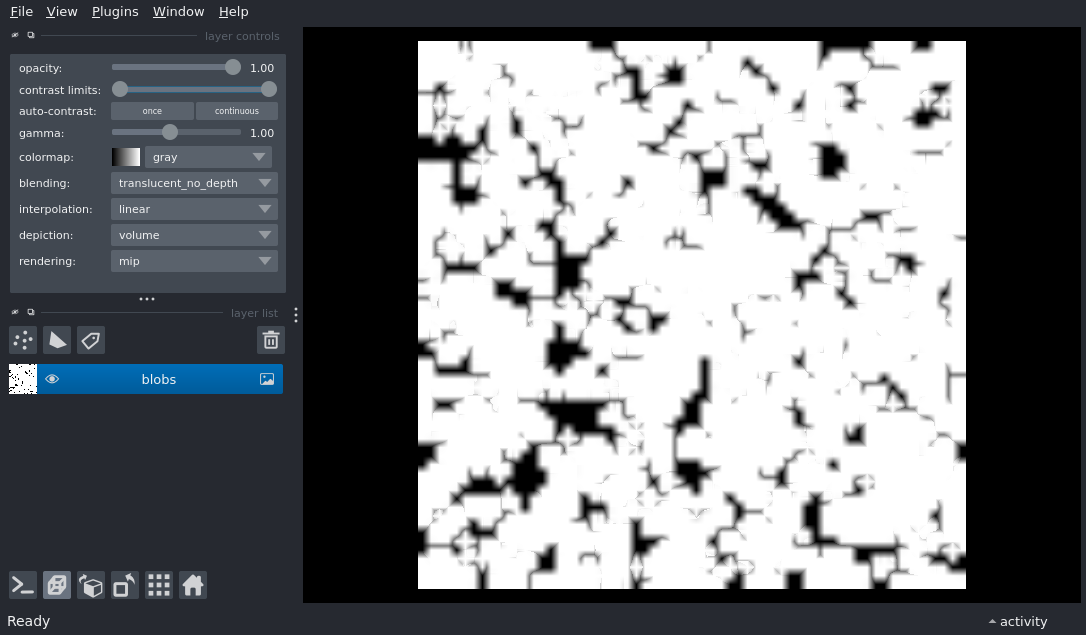 File View Plugins Window Help
layer controls
opacity: 1.00
contrast limits:
auto-contrast: once continuous
gamma: 1.00
colormap: gray
blending: translucent_no_depth
interpolation: linear
depiction: volume
rendering: mip
layer list
blobs
Ready
activity